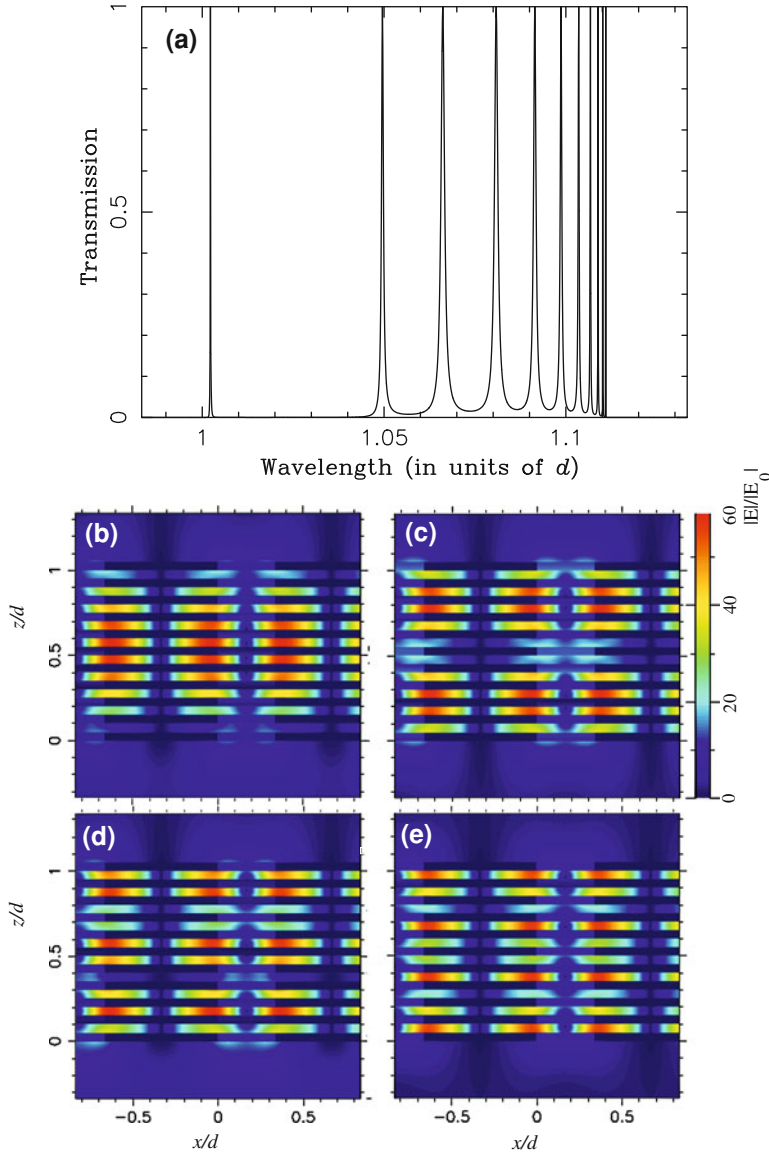 (a)
1
0.5
0
Transmission
1
1.05
1.1
Wavelength (in units of d)
(b)
(c)
|E|/|E0|
60
40
20
0
z/d
1
0.5
0
(d)
(e)
z/d
1
0.5
0
−0.5
0
0.5
−0.5
0
0.5
x/d
x/d